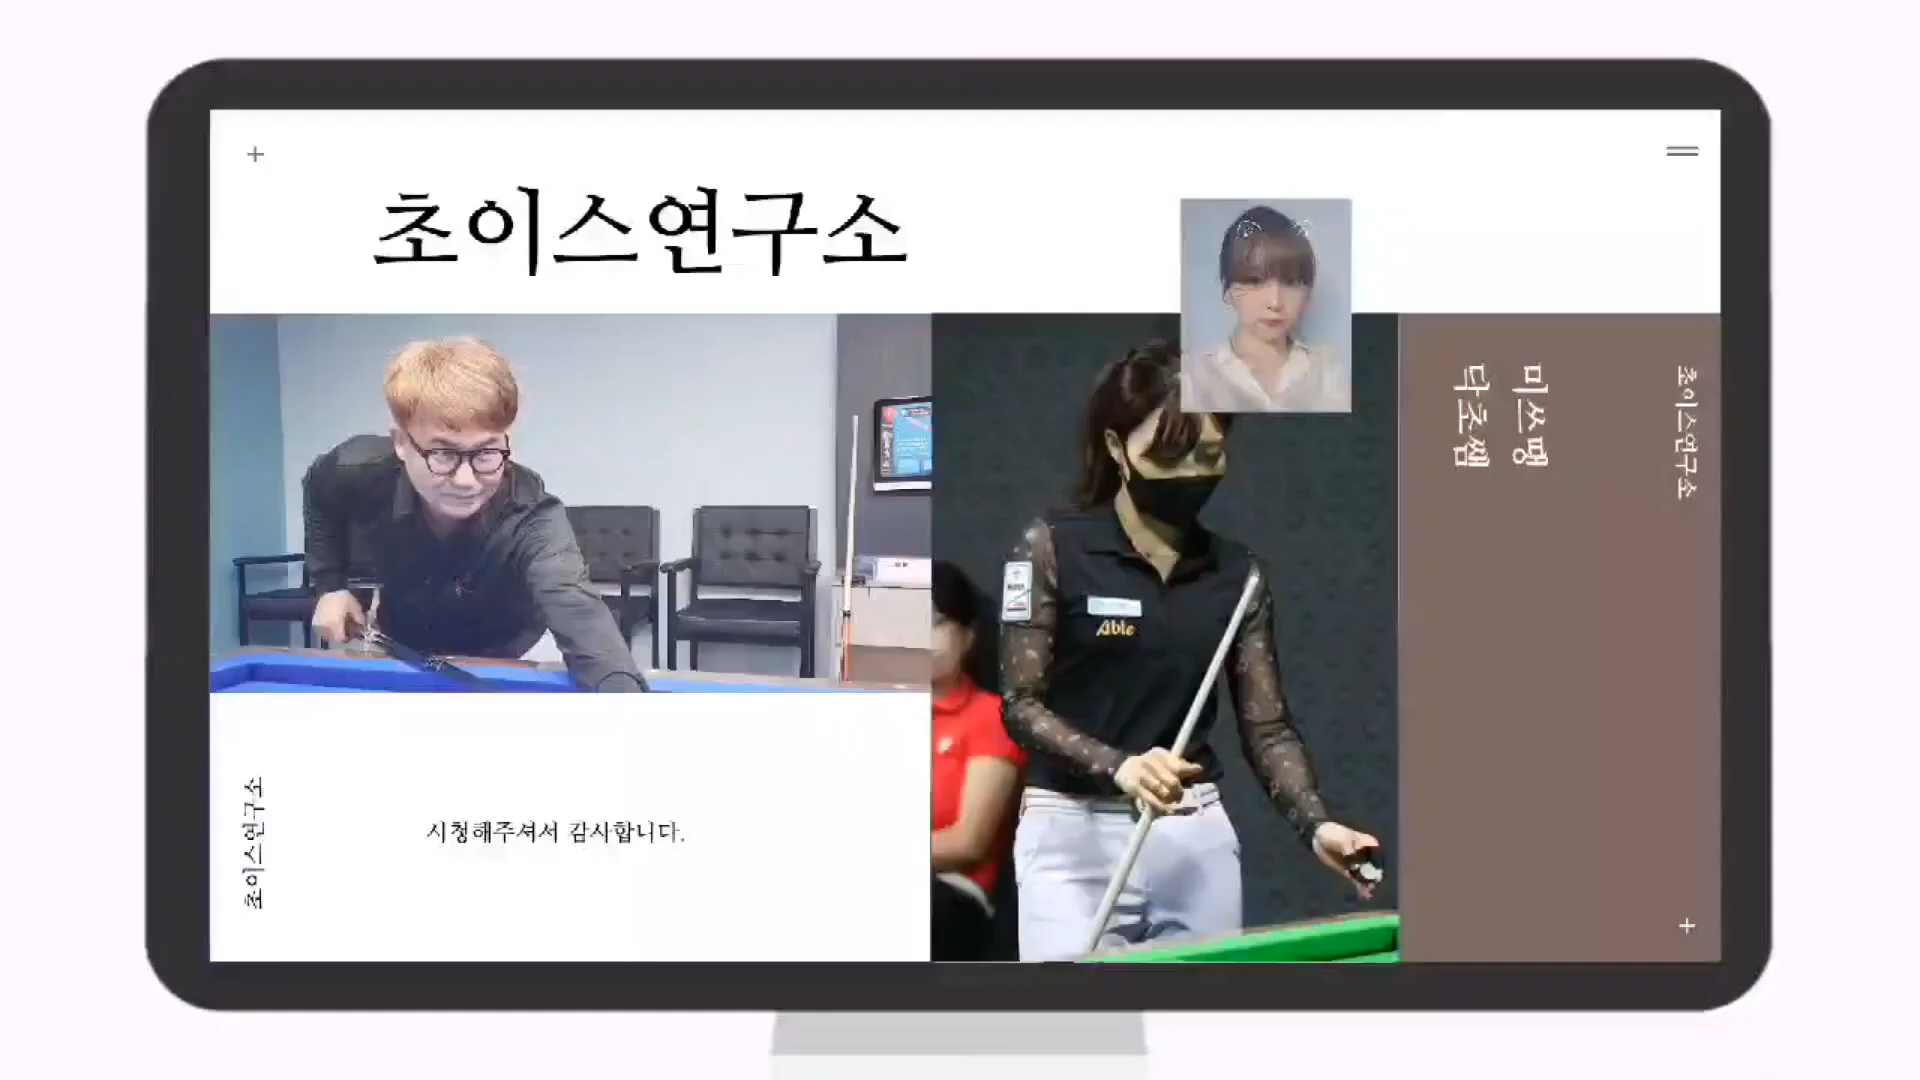 초이스연구소
Able
미쓰맹
닥초쌤
초이스연구소
초이스연구소
시청해주셔서 감사합니다.